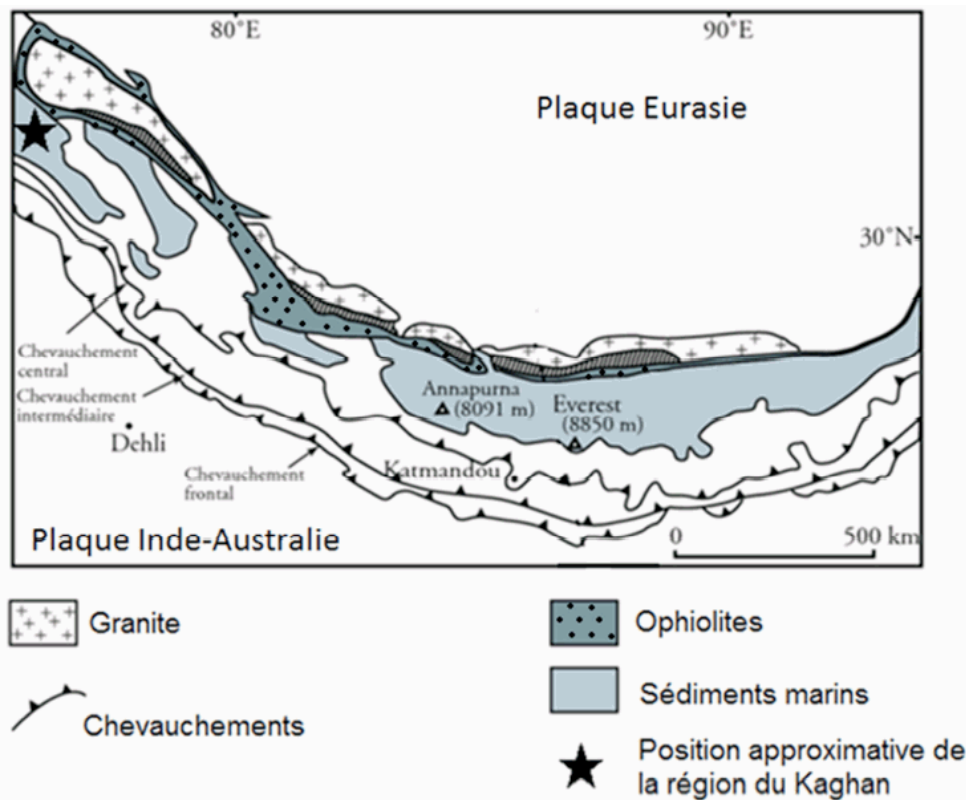 80°E
90°E
Plaque Eurasie
30°N
Chevauchement
central
Chevauchement
intermédiaire
Dehli
Annapurna
(8091 m)
Everest
(8850 m)
Katmandou
Chevauchement
frontal
Plaque Inde-Australie
0
500 km
Granite
Ophiolites
Chevauchements
Sédiments marins
Position approximative de
la région du Kaghan